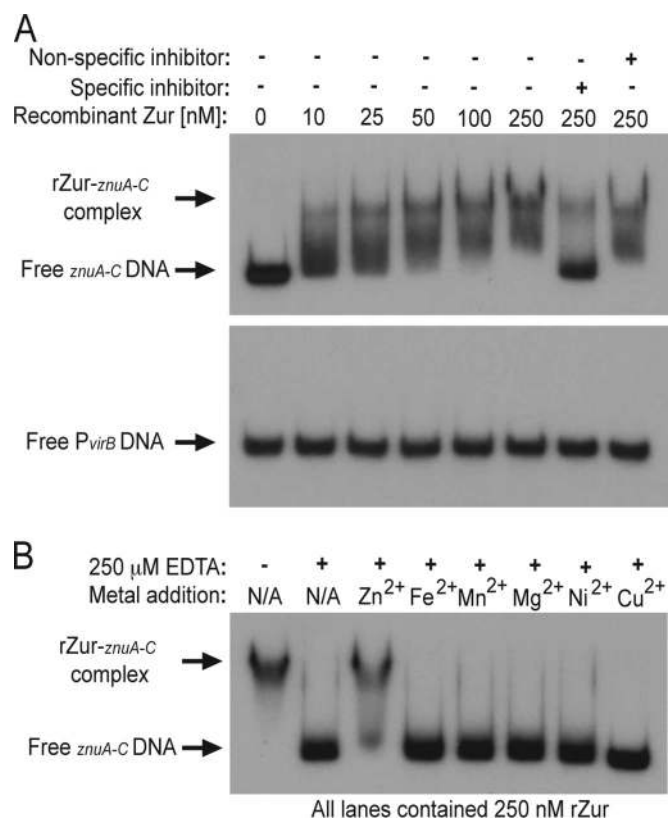 A
Non-specific inhibitor: - - - - - - - +
Specific inhibitor: - - - - - - + -
Recombinant Zur [nM]: 0 10 25 50 100 250 250 250
rZur-znuA-C
complex
Free znuA-C DNA
Free PvirB DNA
B
250 μM EDTA: - + + + + + + +
Metal addition: N/A N/A Zn2+ Fe2+ Mn2+ Mg2+ Ni2+ Cu2+
rZur-znuA-C
complex
Free znuA-C DNA
All lanes contained 250 nM rZur